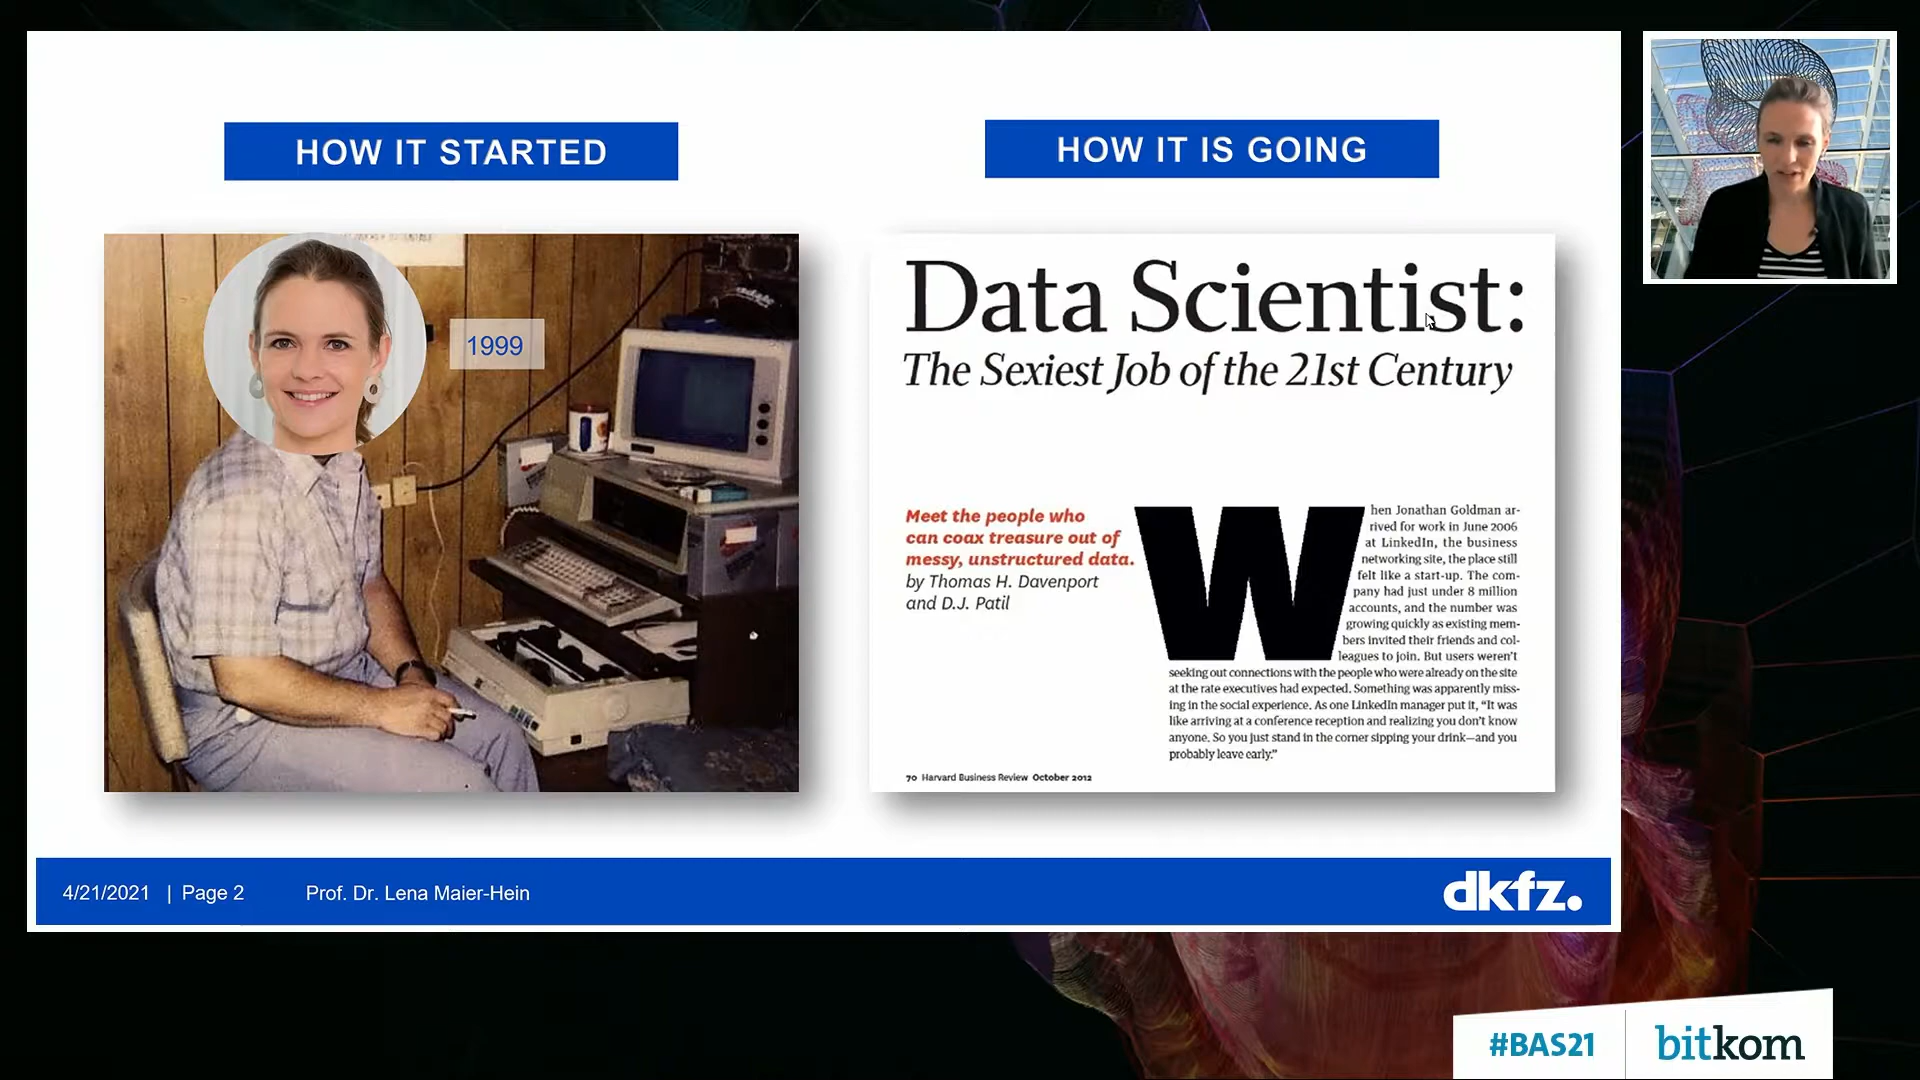 HOW IT STARTED
HOW IT IS GOING
1999
Data Scientist:
The Sexiest Job of the 21st Century
Meet the people who
can coax treasure out of
messy, unstructured data.
by Thomas H. Davenport
and D.J. Patil
When Jonathan Goldman ar-
rived for work in June 2006
at LinkedIn, the business
networking site, the place still
felt like a start-up. The com-
pany had just under 8 million
accounts, and the number was
growing quickly as existing mem-
bers invited their friends and col-
leagues to join. But users weren't
seeking out connections with the people who were already on the site
at the rate executives had expected. Something was apparently miss-
ing in the social experience. As one LinkedIn manager put it, “It was
like arriving at a conference reception and realizing you don't know
anyone. So you just stand in the corner sipping your drink—and you
probably leave early.”
70 Harvard Business Review October 2012
4/21/2021 | Page 2 Prof. Dr. Lena Maier-Hein
dkfz.
#BAS21
bitkom